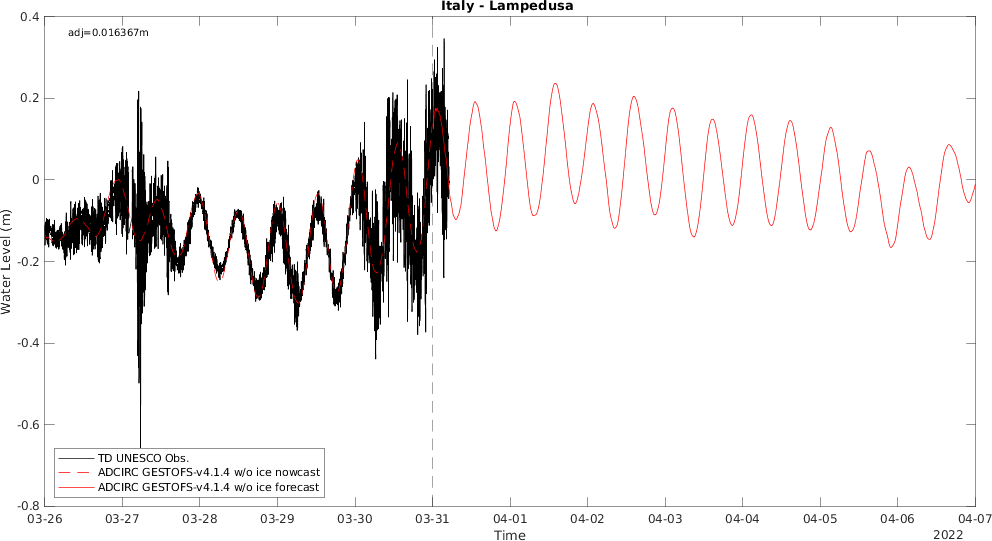 Italy - Lampedusa
adj=0.016367m
0.4
0.2
0
-0.2
-0.4
-0.6
-0.8
Water Level (m)
TD UNESCO Obs.
ADCIRC GESTOFS-v4.1.4 w/o ice nowcast
ADCIRC GESTOFS-v4.1.4 w/o ice forecast
03-26 03-27 03-28 03-29 03-30 03-31 04-01 04-02 04-03 04-04 04-05 04-06 04-07
Time
2022